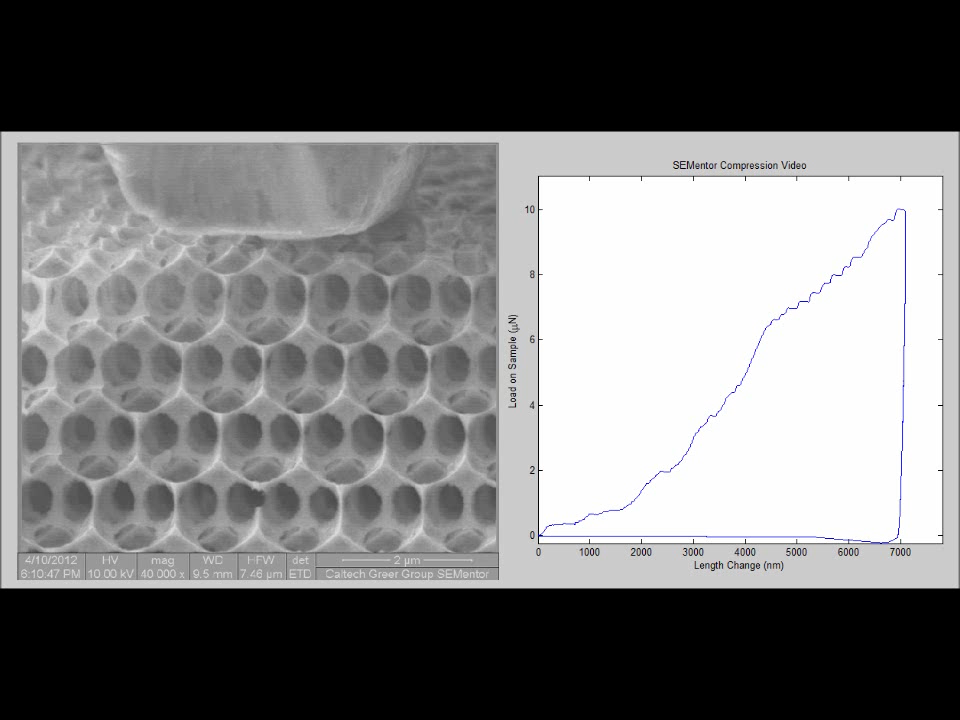 4/10/2012 HV mag WD HFW det 2 µm
6:10:47 PM 10.00 kV 40 000 x 9.5 mm 7.46 µm ETD Caltech Greer Group SEMentor
SEMentor Compression Video
Load on Sample (µN)
10
8
6
4
2
0
0 1000 2000 3000 4000 5000 6000 7000
Length Change (nm)